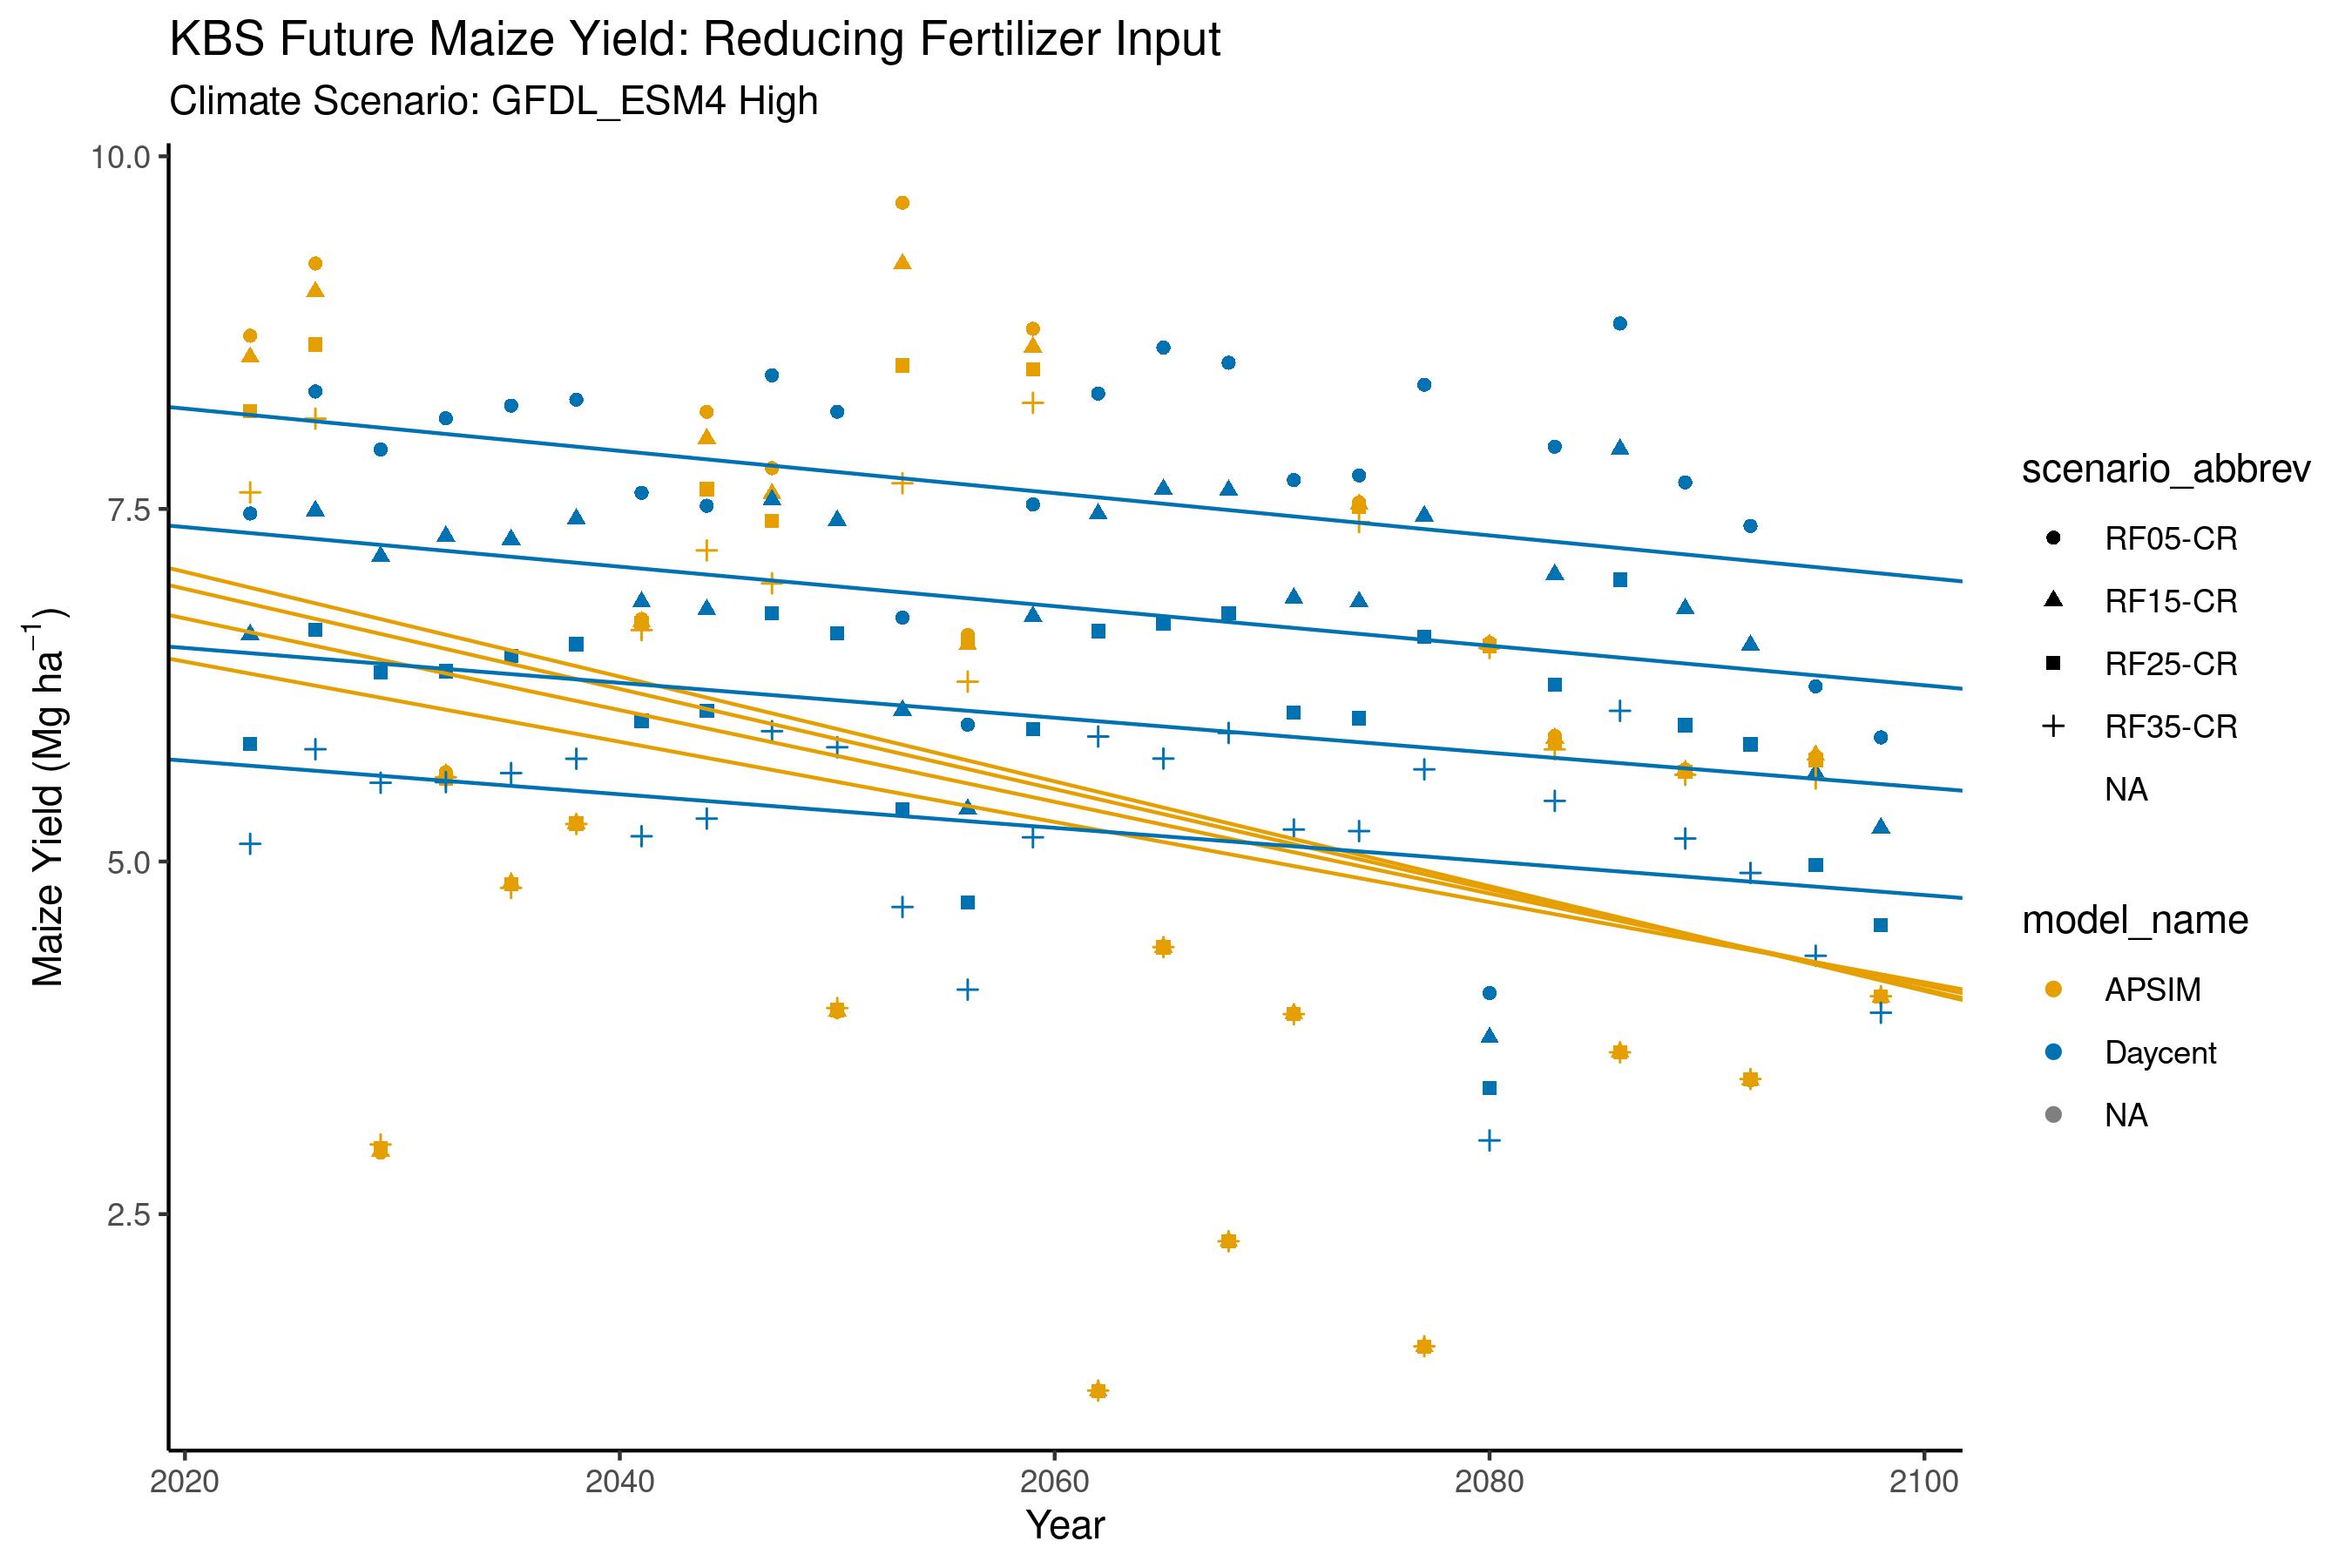 KBS Future Maize Yield: Reducing Fertilizer Input
Climate Scenario: GFDL_ESM4 High
Maize Yield (Mg ha⁻¹)
10.0
7.5
5.0
2.5
2020
2040
2060
2080
2100
Year
scenario_abbrev
RF05-CR
RF15-CR
RF25-CR
RF35-CR
NA
model_name
APSIM
Daycent
NA